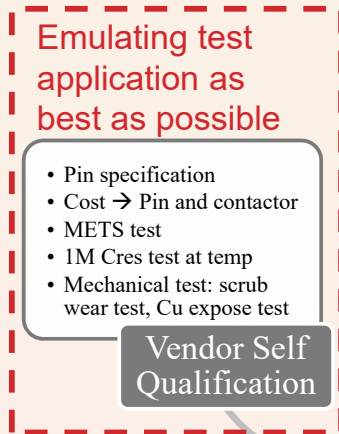 Emulating test
application as
best as possible
• Pin specification
• Cost → Pin and contactor
• METS test
• 1M Cres test at temp
• Mechanical test: scrub
wear test, Cu expose test
Vendor Self
Qualification